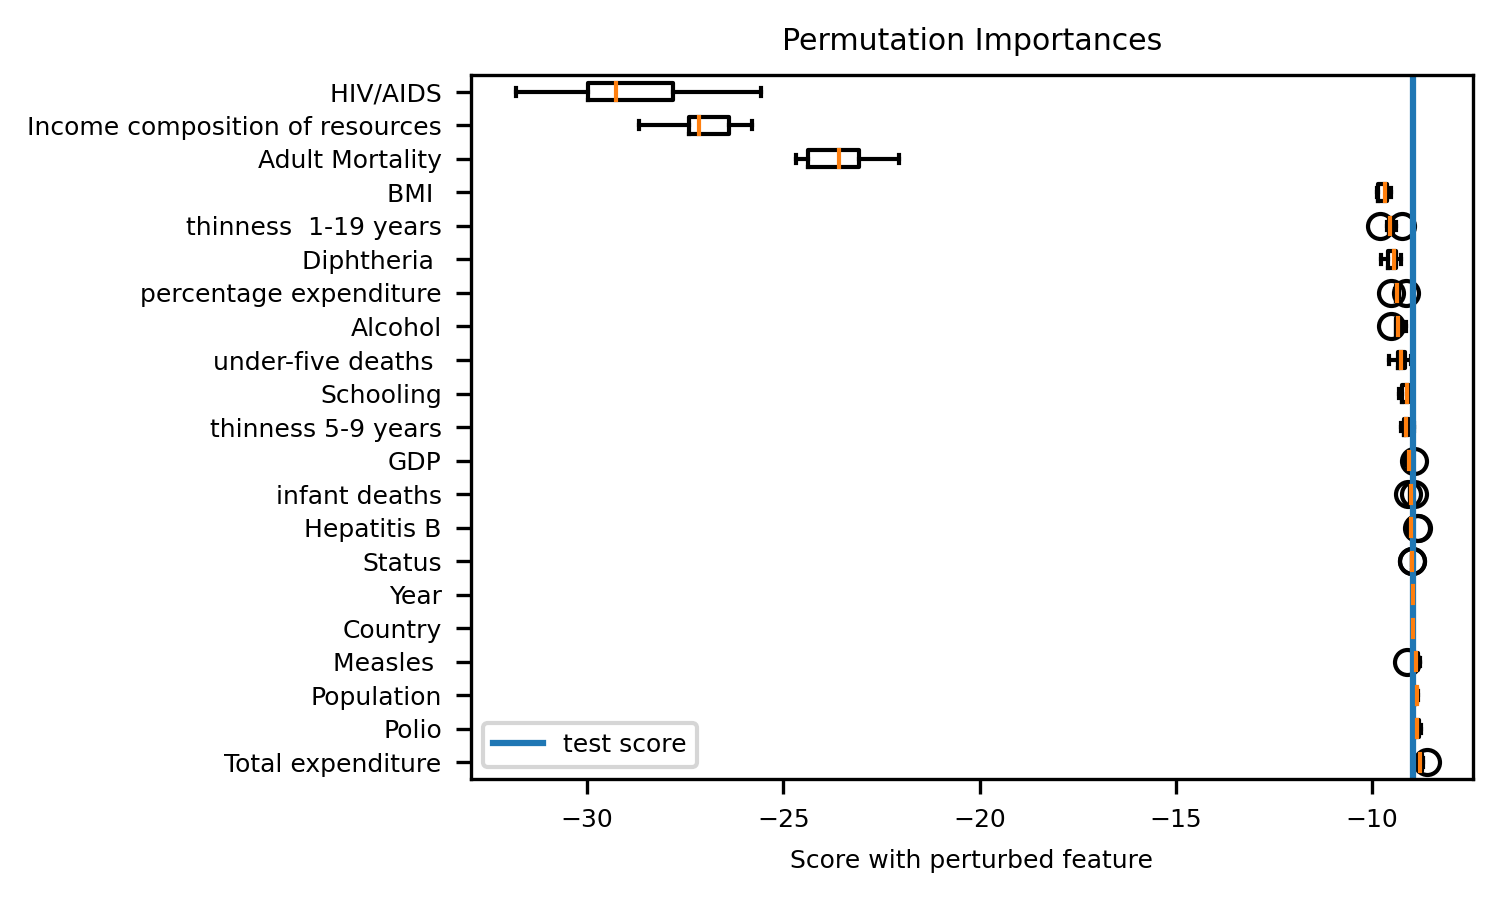 Permutation Importances
HIV/AIDS
Income composition of resources
Adult Mortality
BMI
thinness  1-19 years
Diphtheria
percentage expenditure
Alcohol
under-five deaths
Schooling
thinness 5-9 years
GDP
infant deaths
Hepatitis B
Status
Year
Country
Measles
Population
Polio
Total expenditure
test score
−30 −25 −20 −15 −10
Score with perturbed feature